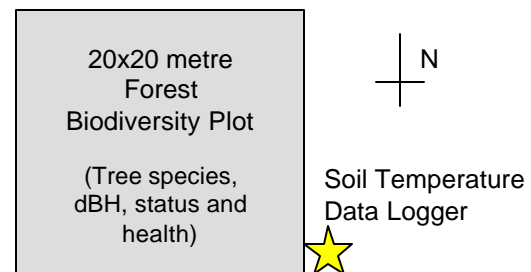 20x20 metre
Forest
Biodiversity Plot
(Tree species,
dBH, status and
health)
N
Soil Temperature
Data Logger